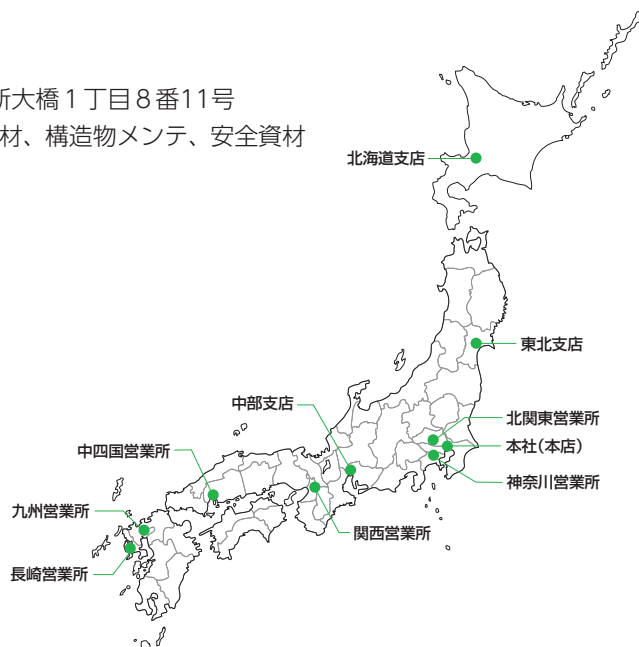 新大橋１丁目８番11号
材、構造物メンテ、安全資材
北海道支店
東北支店
中部支店
北関東営業所
本社(本店)
中四国営業所
神奈川営業所
九州営業所
関西営業所
長崎営業所